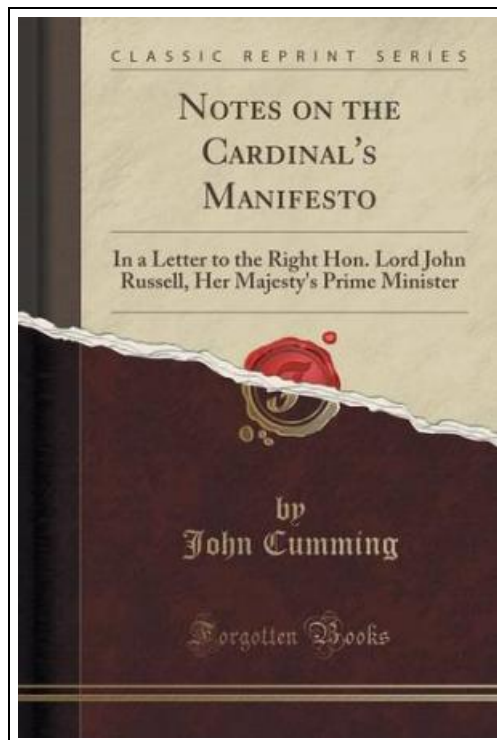 CLASSIC REPRINT SERIES
NOTES ON THE
CARDINAL'S
MANIFESTO
In a Letter to the Right Hon. Lord John
Russell, Her Majesty's Prime Minister
F
by
John Cumming
Forgotten Books